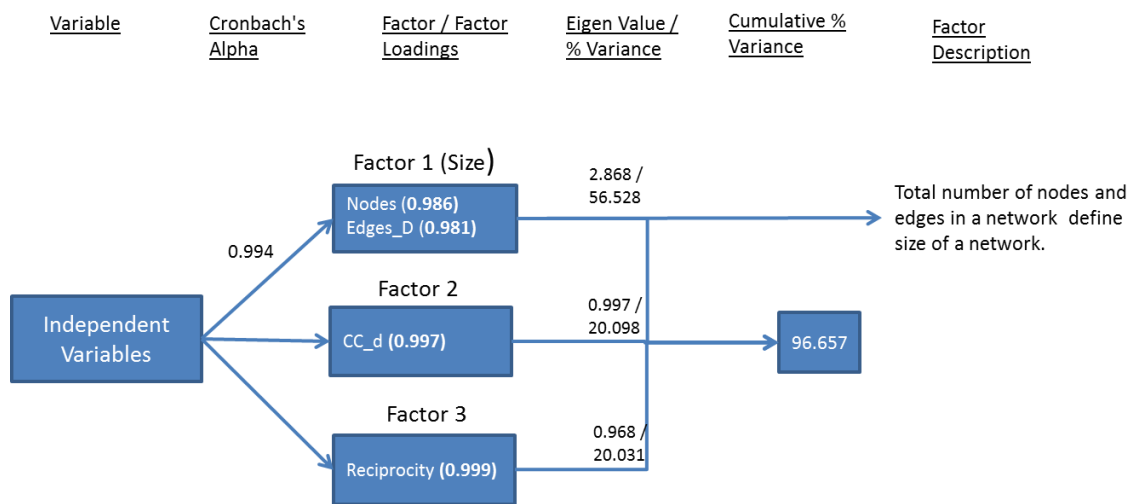 Variable
Cronbach's
Alpha
Factor / Factor
Loadings
Eigen Value /
% Variance
Cumulative %
Variance
Factor
Description
Factor 1 (Size)
Nodes (0.986)
Edges_D (0.981)
2.868 /
56.528
Total number of nodes and
edges in a network define
size of a network.
0.994
Independent
Variables
Factor 2
CC_d (0.997)
0.997 /
20.098
96.657
Factor 3
Reciprocity (0.999)
0.968 /
20.031